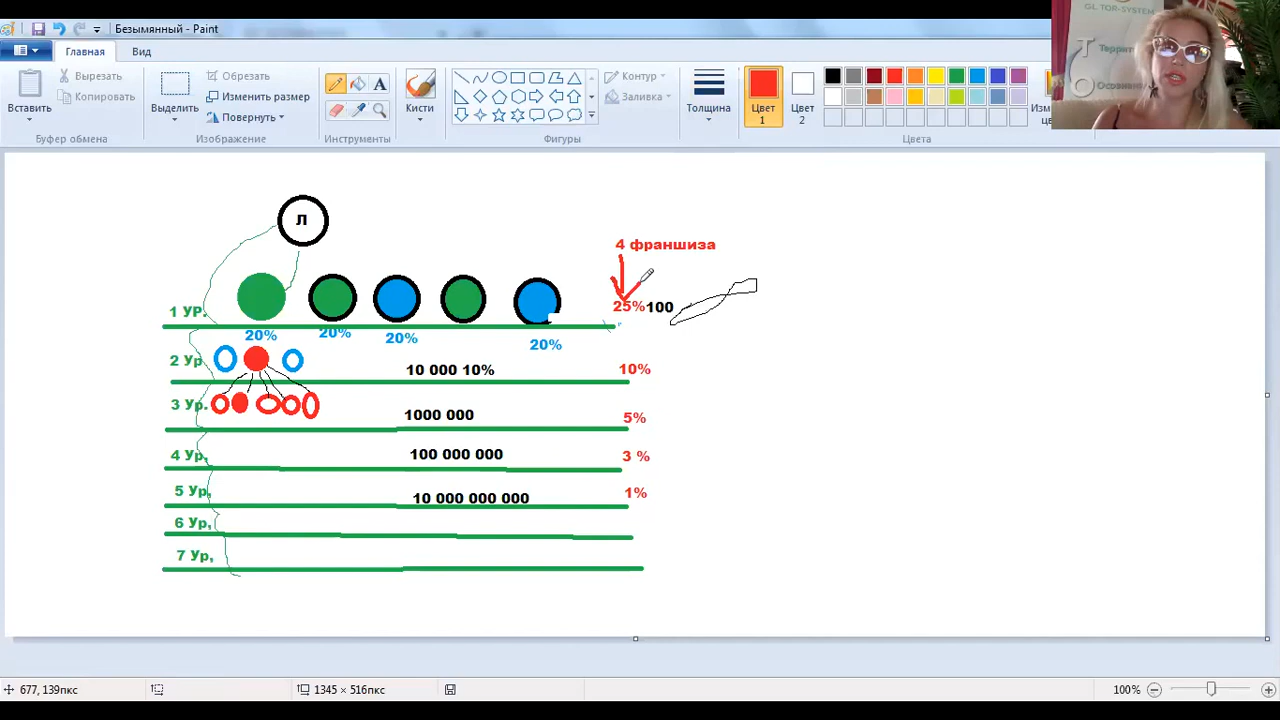 Безымянный - Paint
Главная
Вид
Вставить
Вырезать
Копировать
Буфер обмена
Выделить
Обрезать
Изменить размер
Повернуть
Изображение
A
Инструменты
Кисти
Контур
Заливка
Фигуры
Толщина
Цвет 1
Цвет 2
Цвета
GL TOR-SYSTEM
Т
О
Л
4 франшиза
1 УР.
25% 100
20%
20%
20%
20%
2 Ур
10 000 10%
10%
3 Ур.
1000 000
5%
4 Ур,
100 000 000
3 %
5 Ур,
10 000 000 000
1%
6 Ур,
7 Ур,
677, 139пкс
1345 × 516пкс
100%